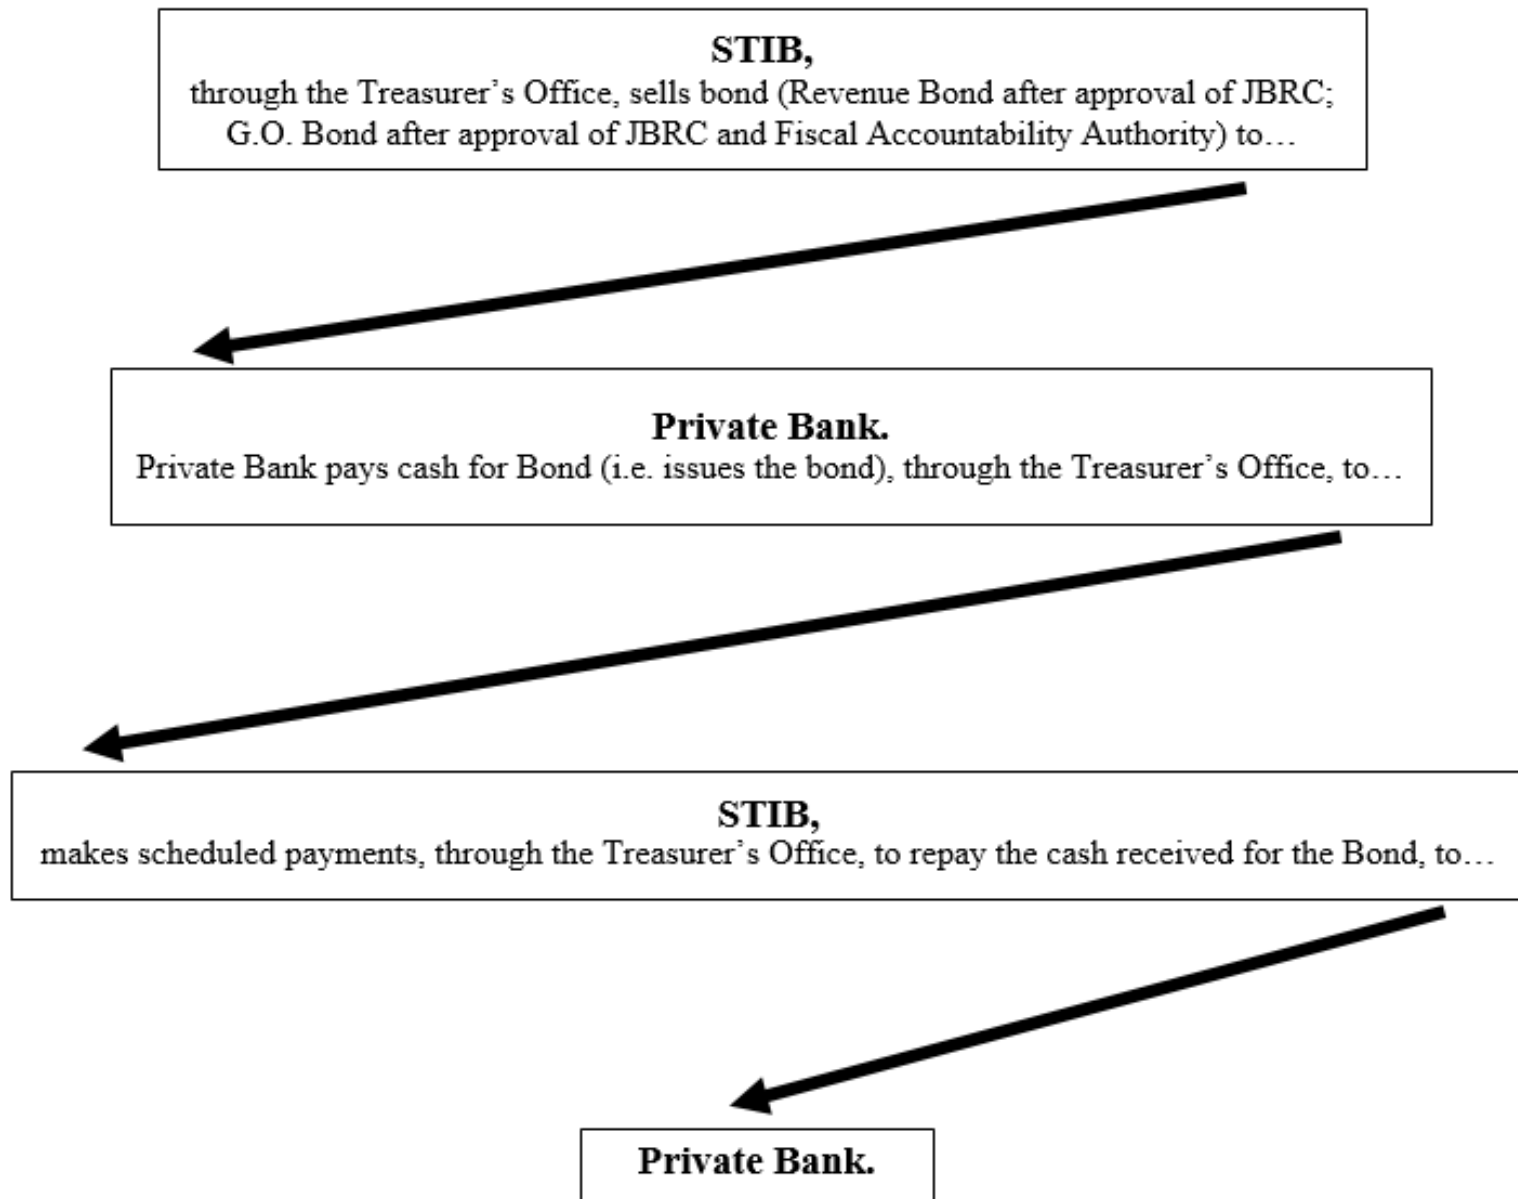 STIB,
through the Treasurer’s Office, sells bond (Revenue Bond after approval of JBRC;
G.O. Bond after approval of JBRC and Fiscal Accountability Authority) to…
Private Bank.
Private Bank pays cash for Bond (i.e. issues the bond), through the Treasurer’s Office, to…
STIB,
makes scheduled payments, through the Treasurer’s Office, to repay the cash received for the Bond, to…
Private Bank.